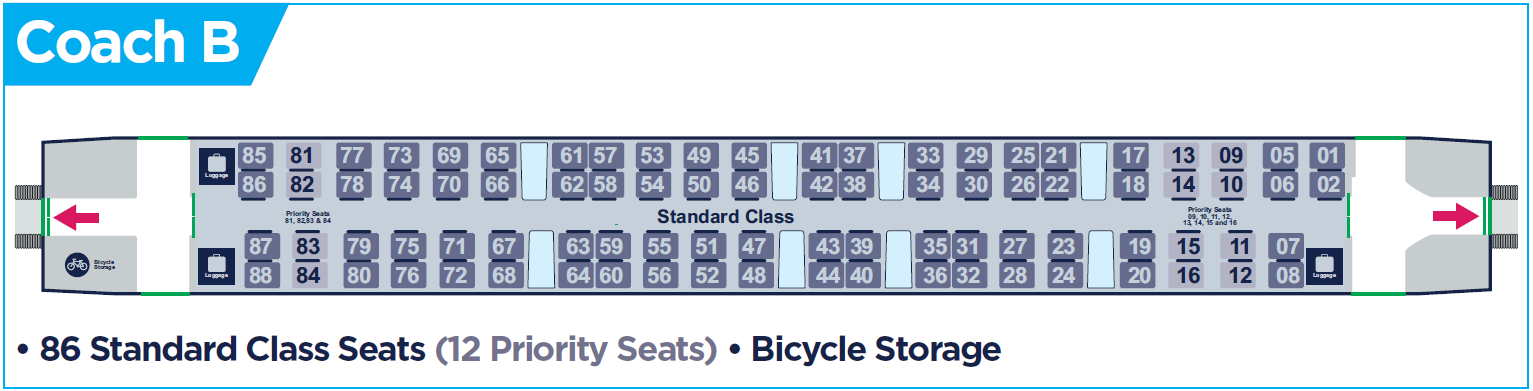 Coach B
Luggage
85 81 77 73 69 65 61 57 53 49 45 41 37 33 29 25 21 17 13 09 05 01
86 82 78 74 70 66 62 58 54 50 46 42 38 34 30 26 22 18 14 10 06 02
Priority Seats
81, 82,83 & 84
Standard Class
Priority Seats
09, 10, 11, 12,
13, 14, 15 and 16
87 83 79 75 71 67 63 59 55 51 47 43 39 35 31 27 23 19 15 11 07
88 84 80 76 72 68 64 60 56 52 48 44 40 36 32 28 24 20 16 12 08
Bicycle
Storage
Luggage
Luggage
• 86 Standard Class Seats (12 Priority Seats) • Bicycle Storage